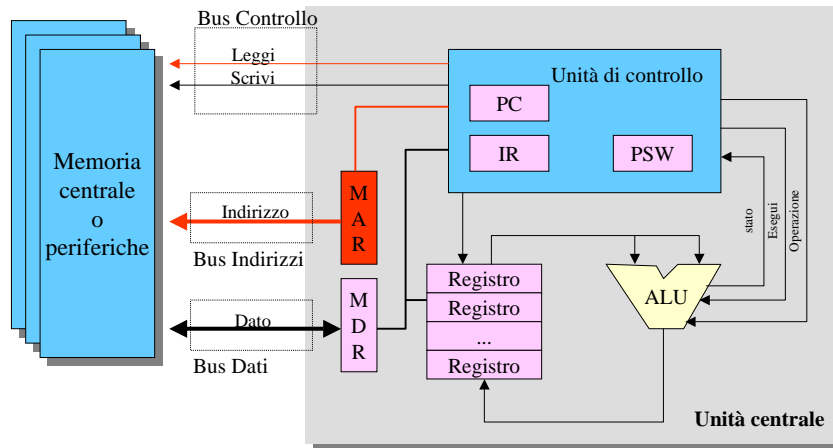 Bus Controllo
Leggi
Scrivi
Unità di controllo
PC
IR
PSW
Memoria
centrale
o
periferiche
M
A
R
Indirizzo
Bus Indirizzi
stato
Esegui
Operazione
M
D
R
Dato
Bus Dati
Registro
Registro
...
Registro
ALU
Unità centrale